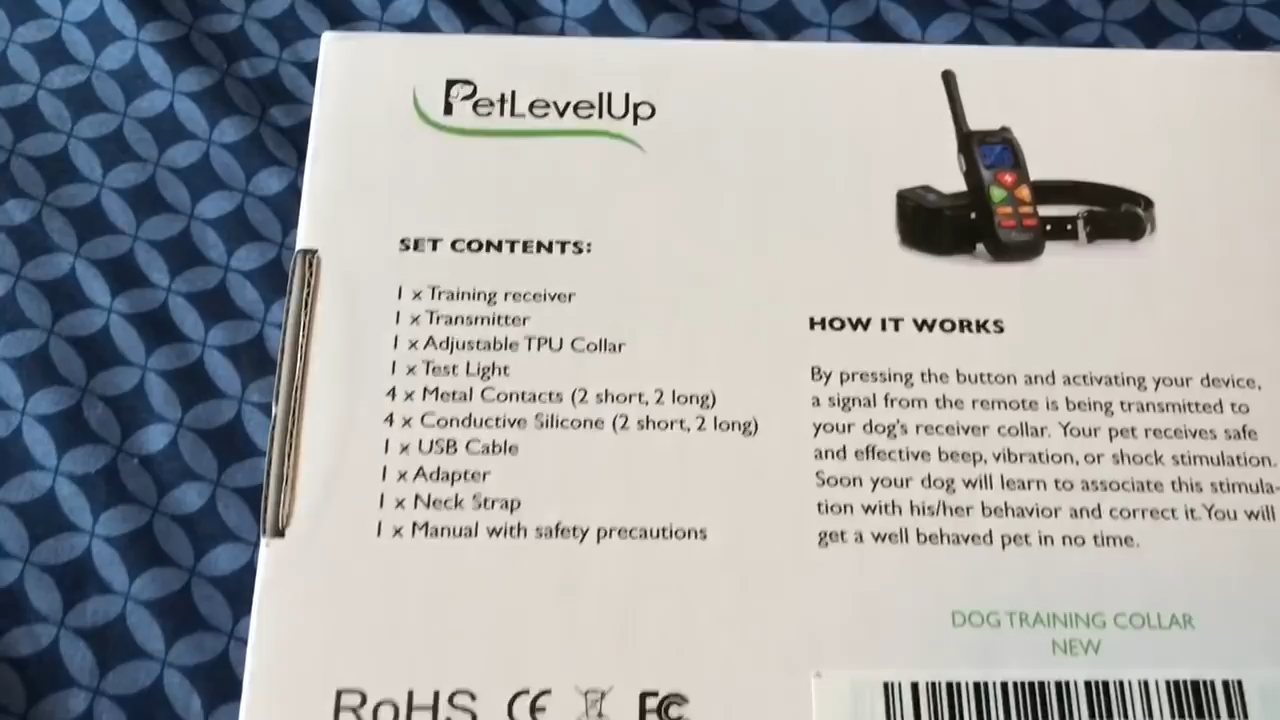 PetLevelUp
SET CONTENTS:
1 x Training receiver
1 x Transmitter
1 x Adjustable TPU Collar
1 x Test Light
4 x Metal Contacts (2 short, 2 long)
4 x Conductive Silicone (2 short, 2 long)
1 x USB Cable
1 x Adapter
1 x Neck Strap
1 x Manual with safety precautions
HOW IT WORKS
By pressing the button and activating your device,
a signal from the remote is being transmitted to
your dog's receiver collar. Your pet receives safe
and effective beep, vibration, or shock stimulation.
Soon your dog will learn to associate this stimula-
tion with his/her behavior and correct it. You will
get a well behaved pet in no time.
DOG TRAINING COLLAR
NEW
RoHS CE FC